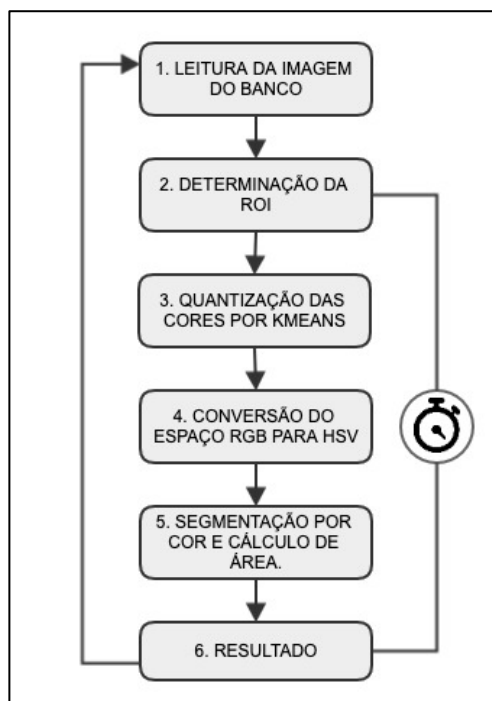 1. LEITURA DA IMAGEM
DO BANCO
2. DETERMINAÇÃO DA
ROI
3. QUANTIZAÇÃO DAS
CORES POR KMEANS
4. CONVERSÃO DO
ESPAÇO RGB PARA HSV
5. SEGMENTAÇÃO POR
COR E CÁLCULO DE
ÁREA.
6. RESULTADO